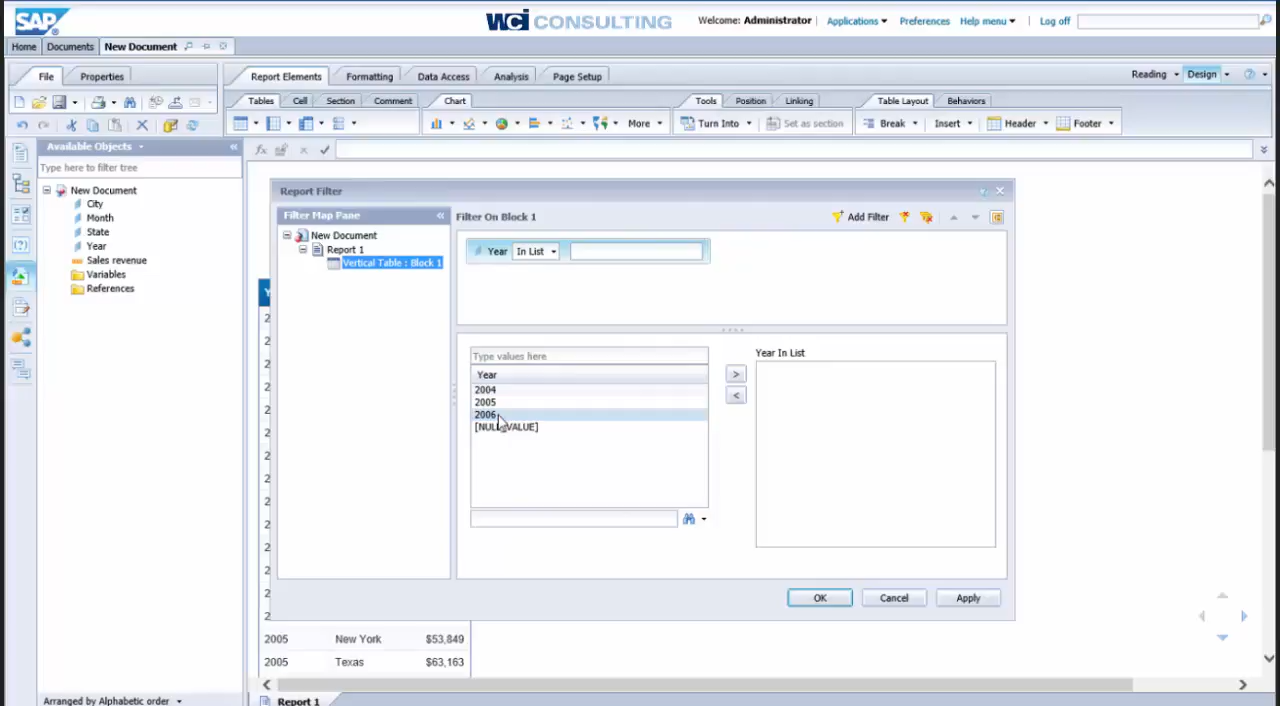 SAP
WCI CONSULTING
Welcome: Administrator
Applications
Preferences
Help menu
Log off
Home
Documents
New Document
File
Properties
Report Elements
Formatting
Data Access
Analysis
Page Setup
Reading
Design
Tables
Cell
Section
Comment
Chart
Tools
Position
Linking
Table Layout
Behaviors
More
Turn Into
Set as section
Break
Insert
Header
Footer
Available Objects
Type here to filter tree
New Document
City
Month
State
Year
Sales revenue
Variables
References
Arranged by Alphabetic order
Report Filter
Filter Map Pane
New Document
Report 1
Vertical Table : Block 1
Filter On Block 1
Add Filter
Year In List
Type values here
Year
2004
2005
2006
[NULL_VALUE]
Year In List
OK
Cancel
Apply
2005 New York $53,849
2005 Texas $63,163
Report 1